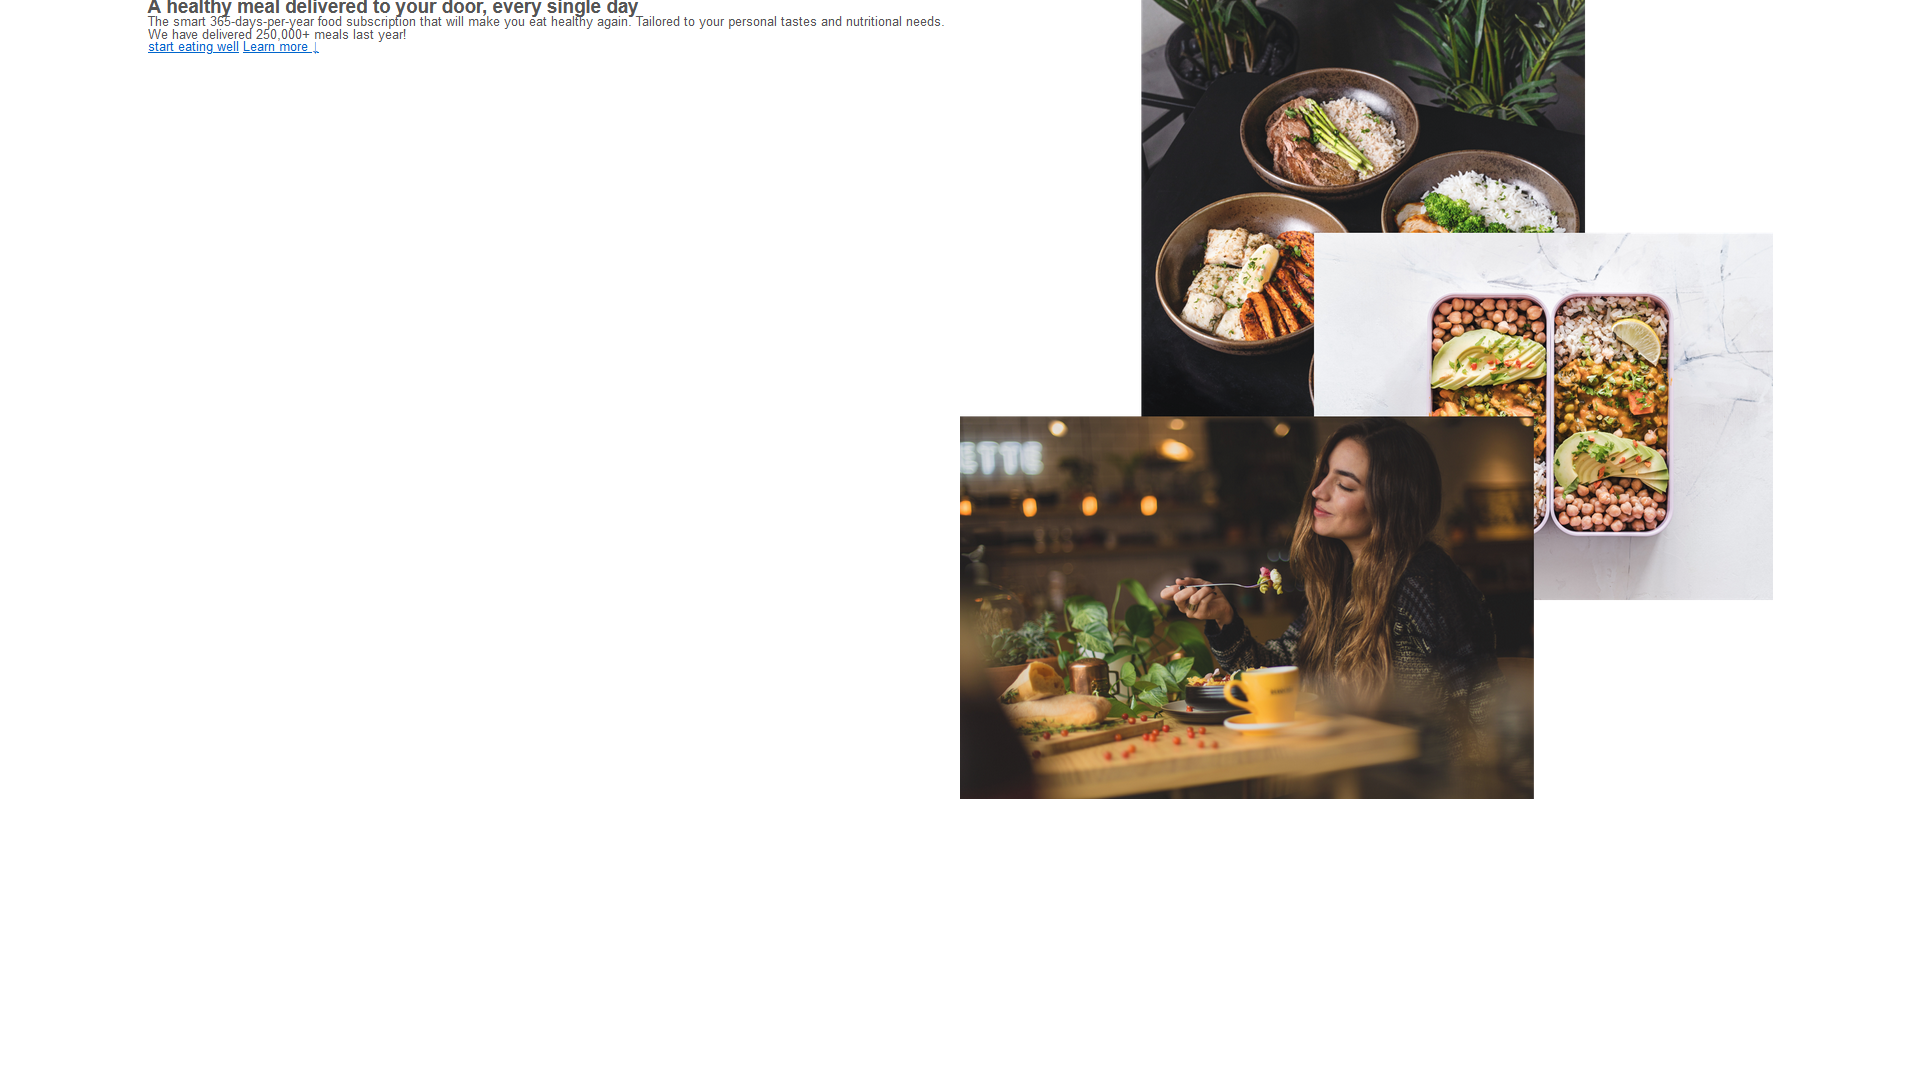 A healthy meal delivered to your door, every single day
The smart 365-days-per-year food subscription that will make you eat healthy again. Tailored to your personal tastes and nutritional needs.
We have delivered 250,000+ meals last year!
start eating well Learn more ↓
ETTE